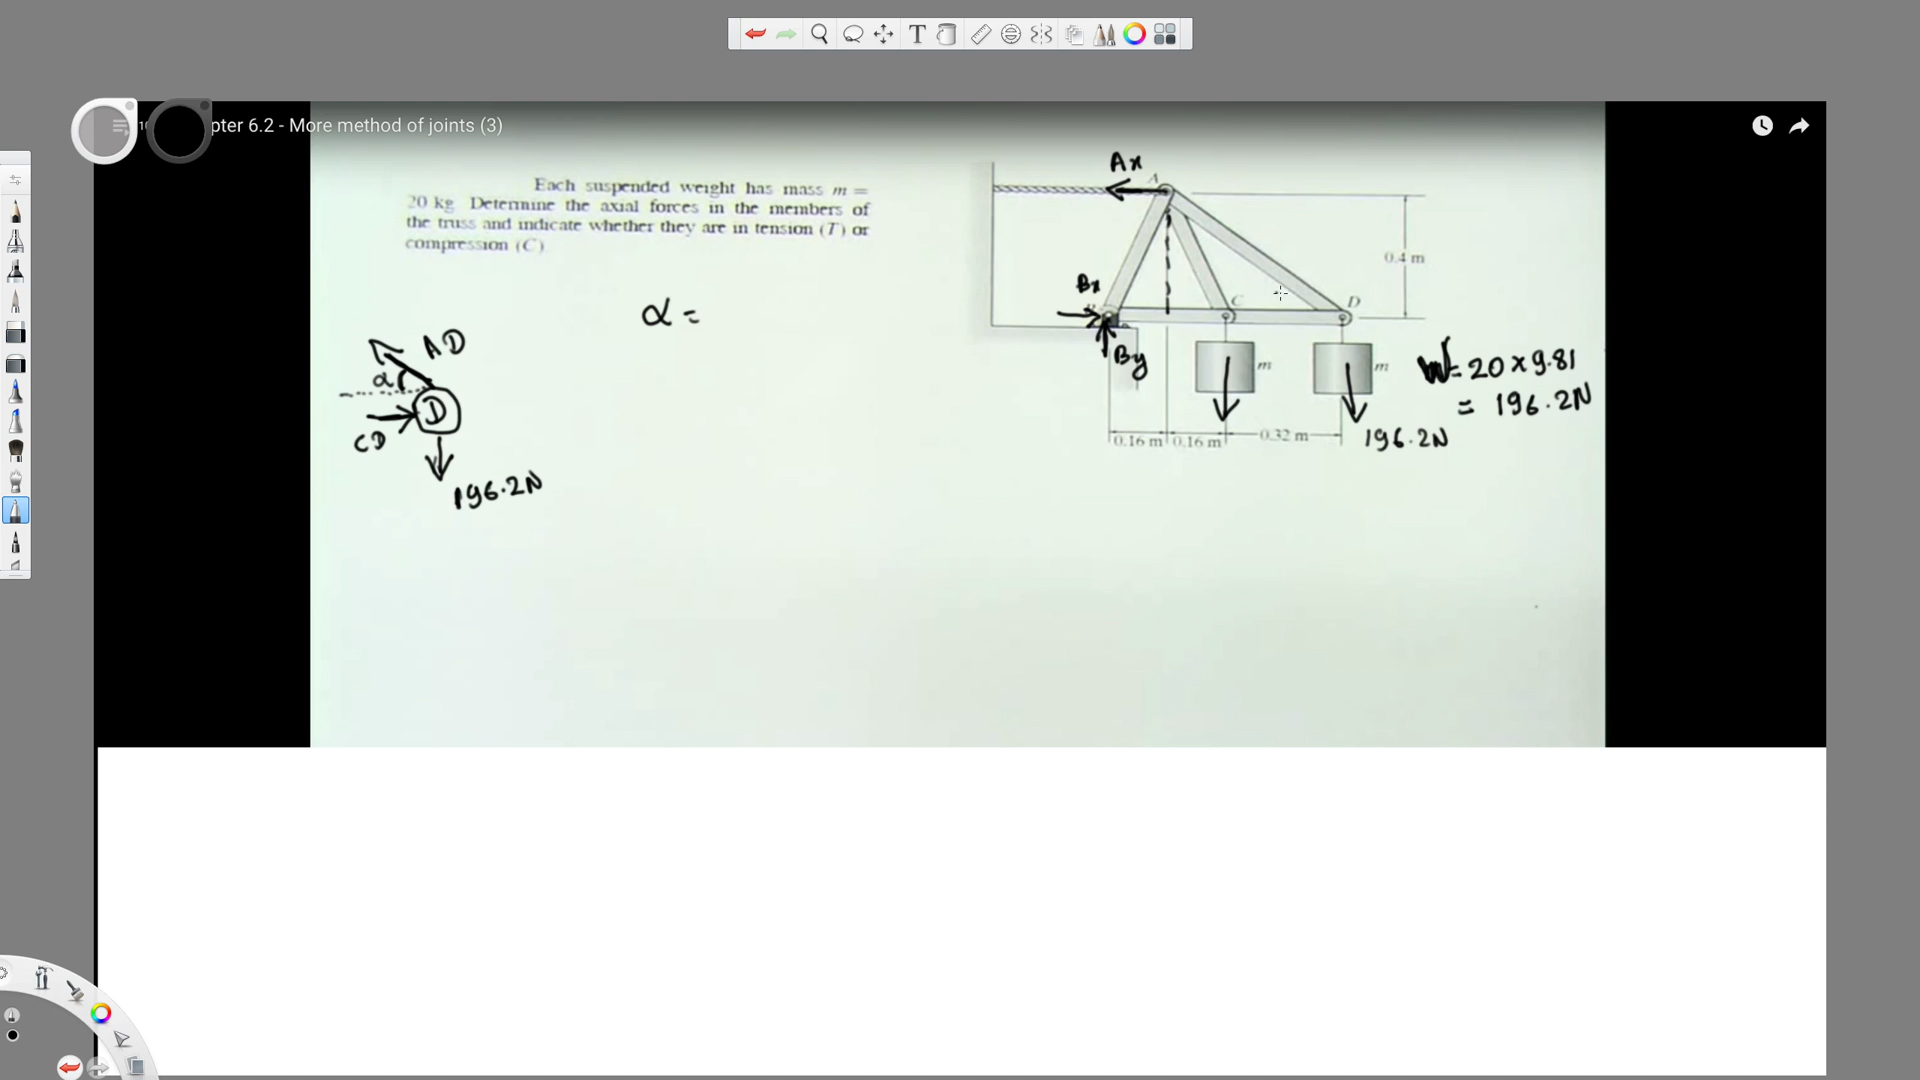 pter 6.2 - More method of joints (3)
Each suspended weight has mass m =
20 kg Determine the axial forces in the members of
the truss and indicate whether they are in tension (T) or
compression (C)
α =
AD
α
D
CD
196.2N
Ax
A
0.4 m
Bx
C
D
By
m
m
W = 20 x 9.81
= 196.2N
196.2N
0.16 m
0.16 m
0.32 m